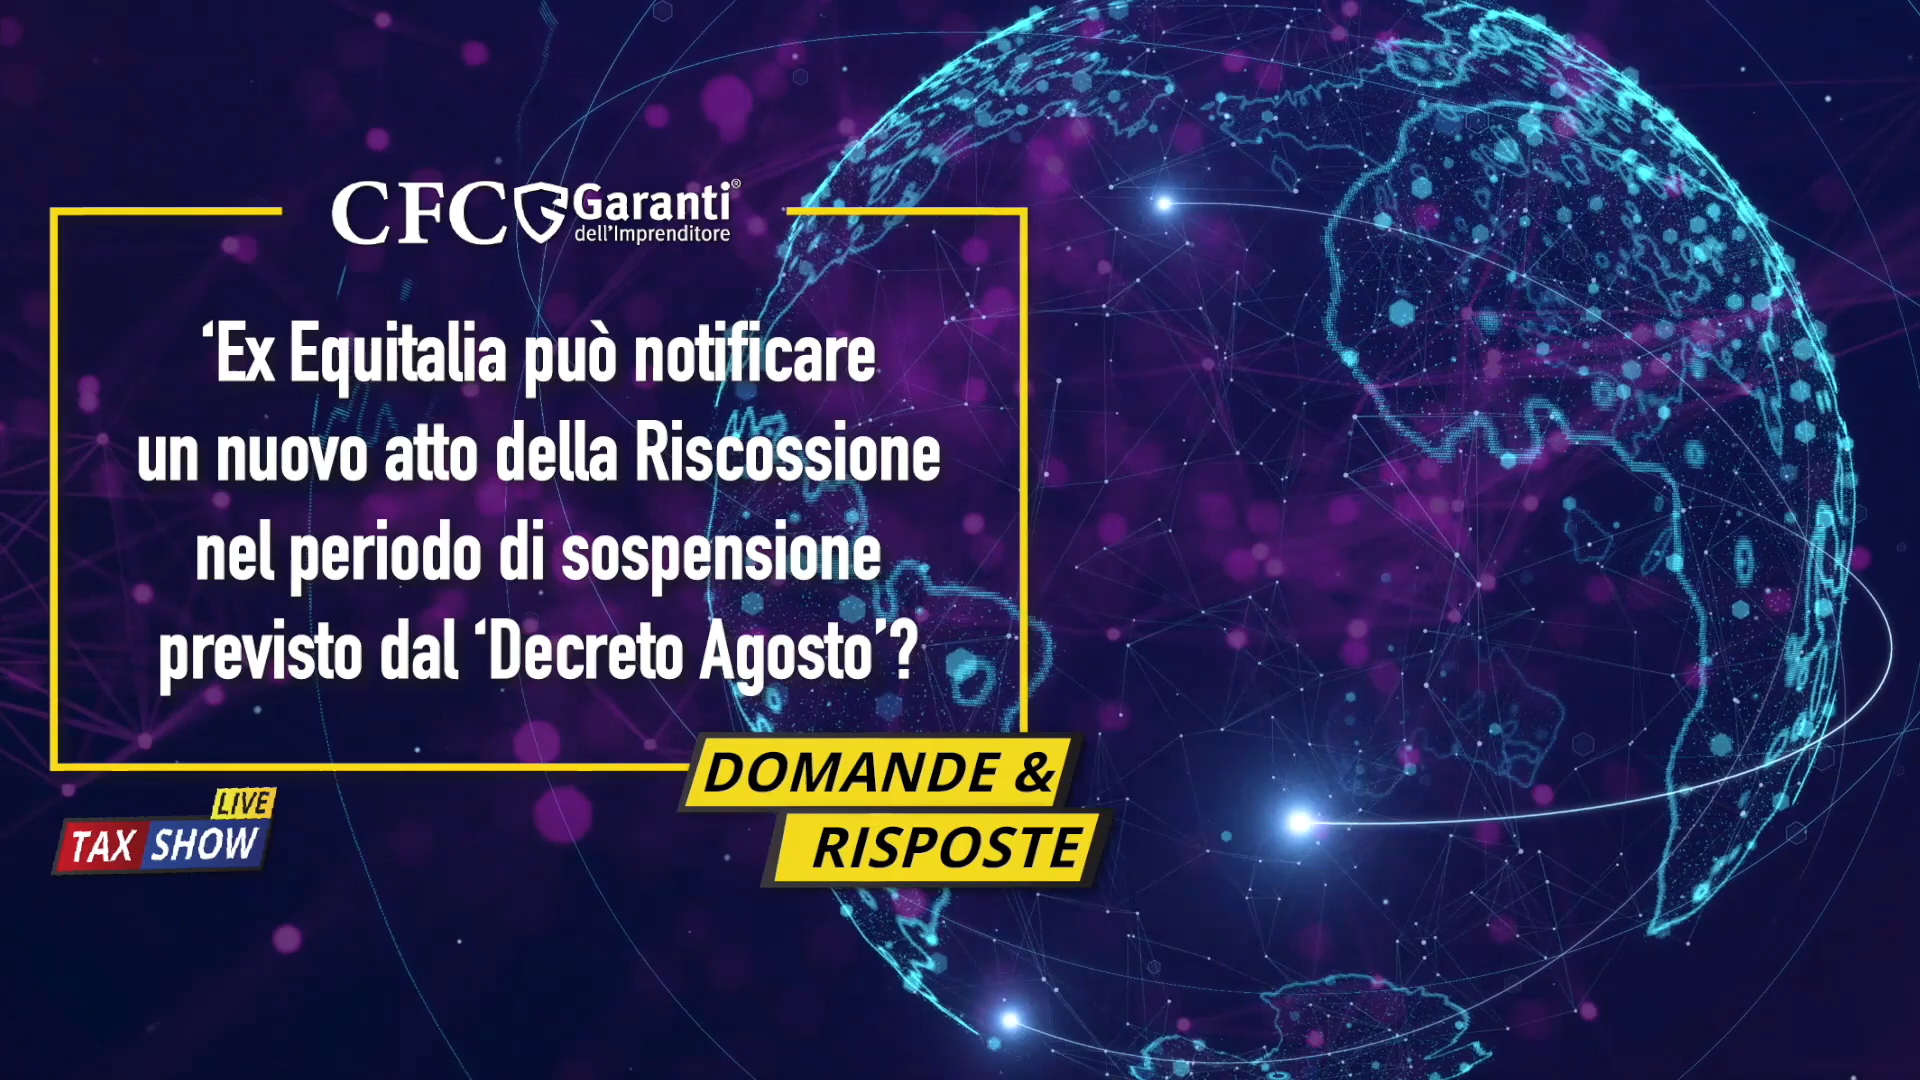 CFC Garanti®
dell'Imprenditore
‘Ex Equitalia può notificare
un nuovo atto della Riscossione
nel periodo di sospensione
previsto dal ‘Decreto Agosto’?
DOMANDE &
RISPOSTE
LIVE
TAX SHOW